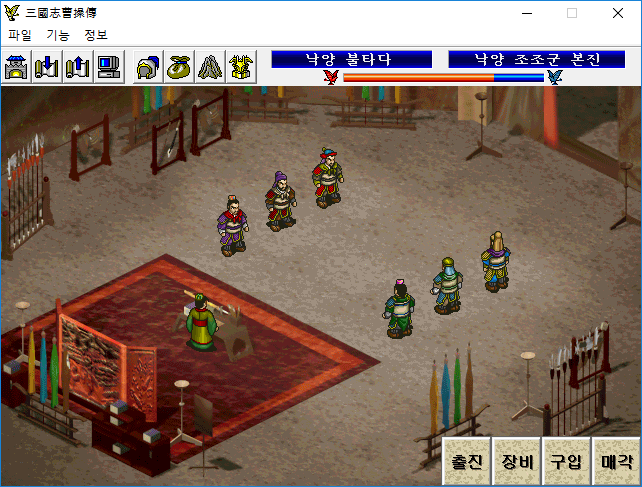 三國志曹操傳
파일 기능 정보
낙양 불타다 낙양 조조군 본진
출진 장비 구입 매각